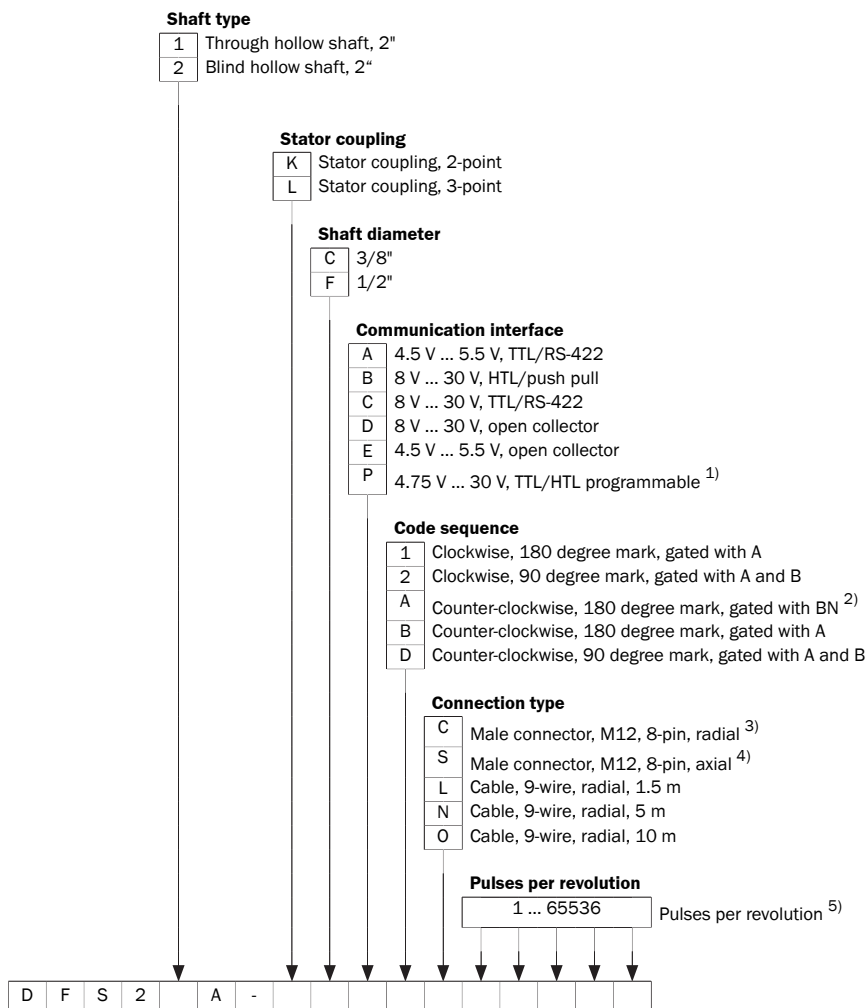 Shaft type
1 Through hollow shaft, 2"
2 Blind hollow shaft, 2“
Stator coupling
K Stator coupling, 2-point
L Stator coupling, 3-point
Shaft diameter
C 3/8"
F 1/2"
Communication interface
A 4.5 V ... 5.5 V, TTL/RS-422
B 8 V ... 30 V, HTL/push pull
C 8 V ... 30 V, TTL/RS-422
D 8 V ... 30 V, open collector
E 4.5 V ... 5.5 V, open collector
P 4.75 V ... 30 V, TTL/HTL programmable 1)
Code sequence
1 Clockwise, 180 degree mark, gated with A
2 Clockwise, 90 degree mark, gated with A and B
A Counter-clockwise, 180 degree mark, gated with BN 2)
B Counter-clockwise, 180 degree mark, gated with A
D Counter-clockwise, 90 degree mark, gated with A and B
Connection type
C Male connector, M12, 8-pin, radial 3)
S Male connector, M12, 8-pin, axial 4)
L Cable, 9-wire, radial, 1.5 m
N Cable, 9-wire, radial, 5 m
O Cable, 9-wire, radial, 10 m
Pulses per revolution
1 ... 65536 Pulses per revolution 5)
D F S 2 A -